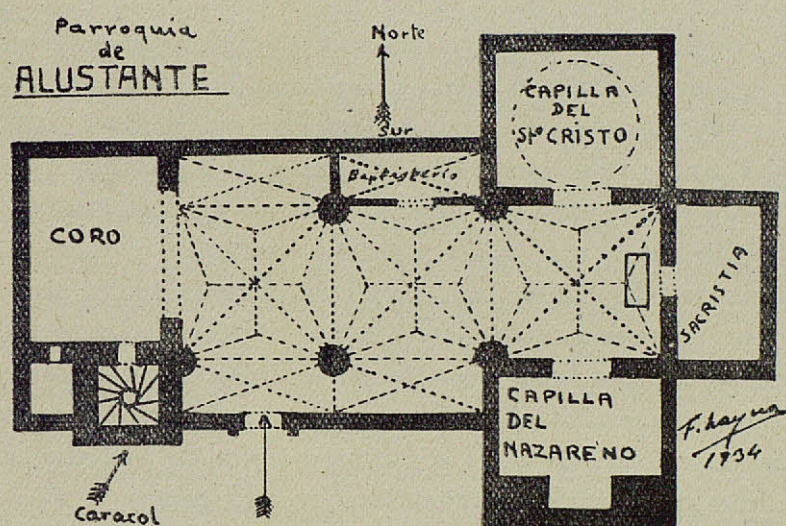 Parroquia
de
ALUSTANTE
Norte
Sur
CAPILLA
DEL
Sto CRISTO
Baptisterio
CORO
SACRISTIA
CAPILLA
DEL
NAZARENO
F. Layna
1934
Caracol